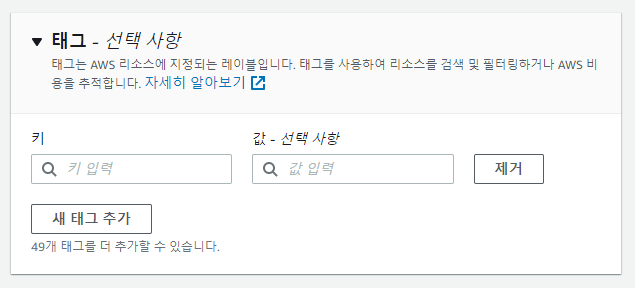 태그 - 선택 사항
태그는 AWS 리소스에 지정되는 레이블입니다. 태그를 사용하여 리소스를 검색 및 필터링하거나 AWS 비
용을 추적합니다. 자세히 알아보기
키 값 - 선택 사항
키 입력 값 입력 제거
새 태그 추가
49개 태그를 더 추가할 수 있습니다.